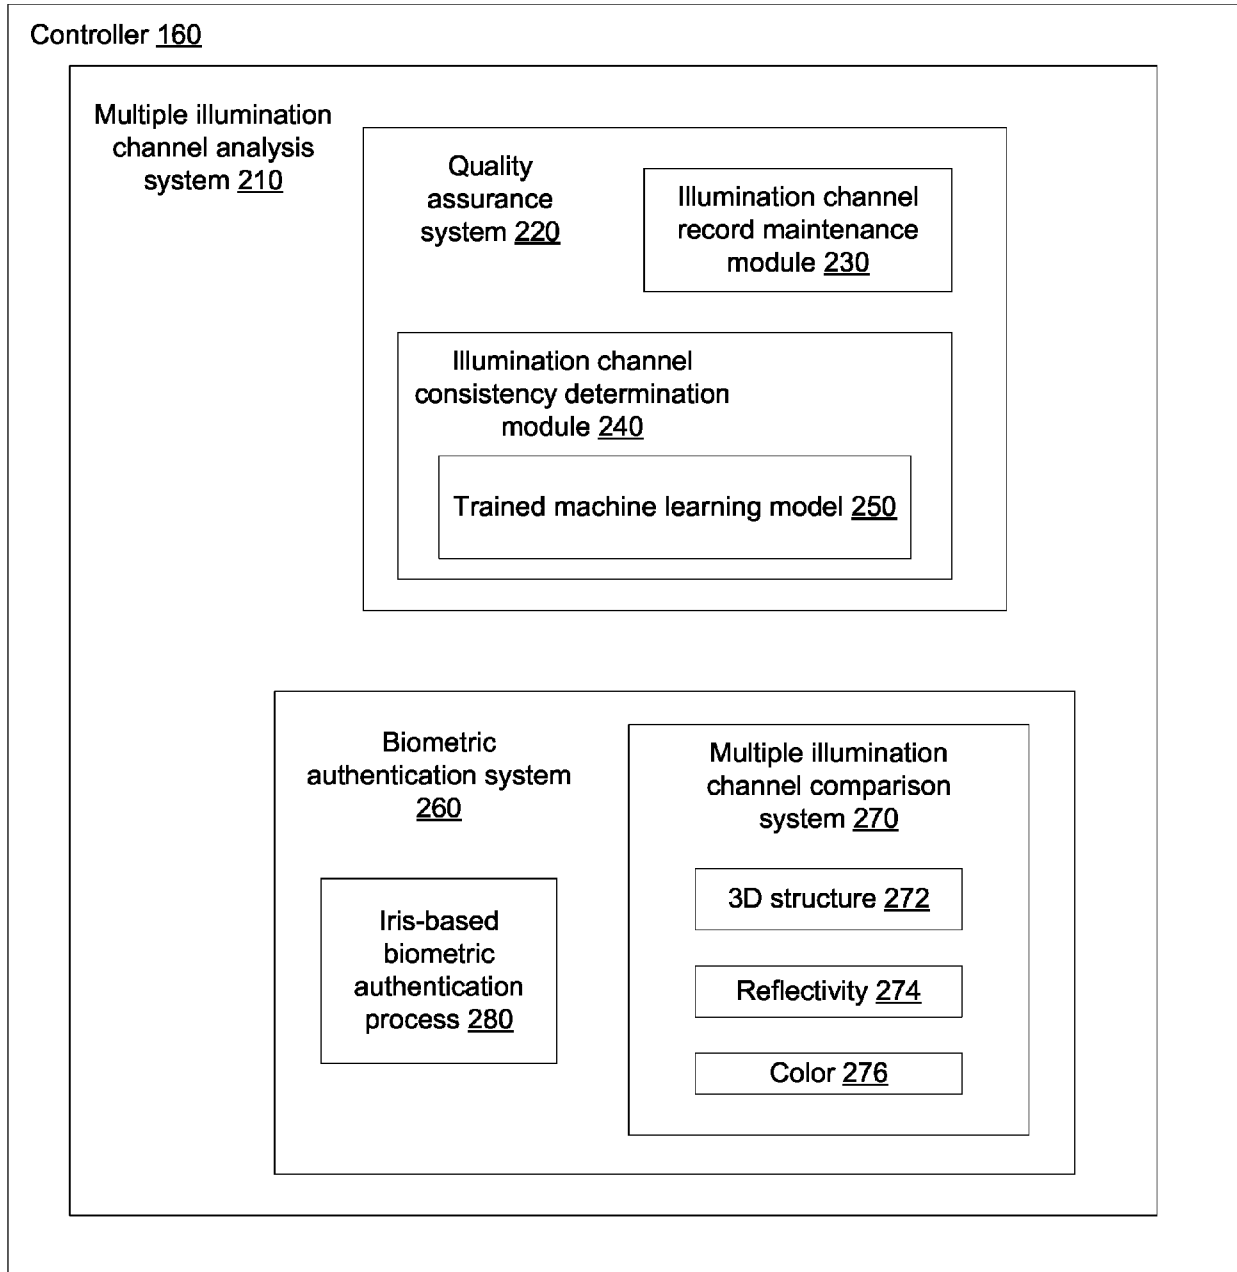 Controller 160
Multiple illumination
channel analysis
system 210
Quality
assurance
system 220
Illumination channel
record maintenance
module 230
Illumination channel
consistency determination
module 240
Trained machine learning model 250
Biometric
authentication system
260
Iris-based
biometric
authentication
process 280
Multiple illumination
channel comparison
system 270
3D structure 272
Reflectivity 274
Color 276